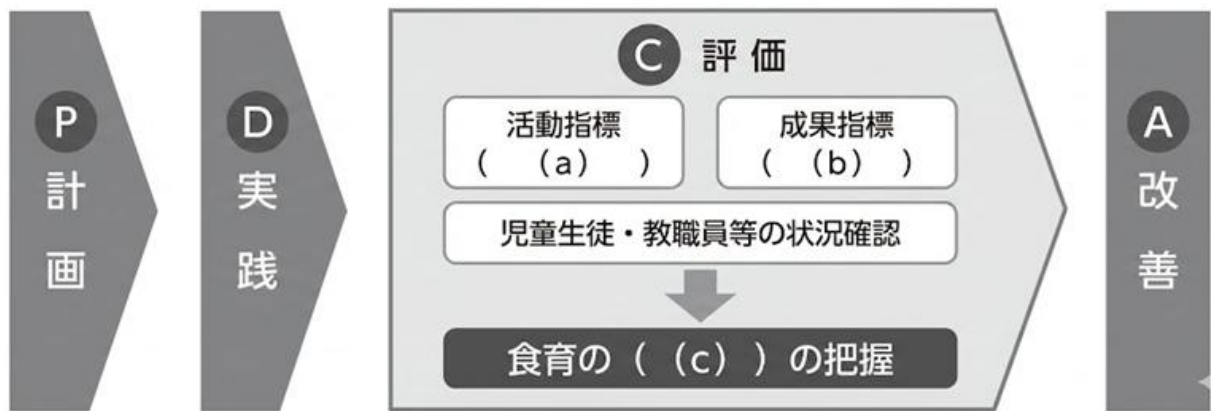 P
計画
D
実践
C 評価
活動指標
( (a) )
成果指標
( (b) )
児童生徒・教職員等の状況確認
食育の( (c) )の把握
A
改善